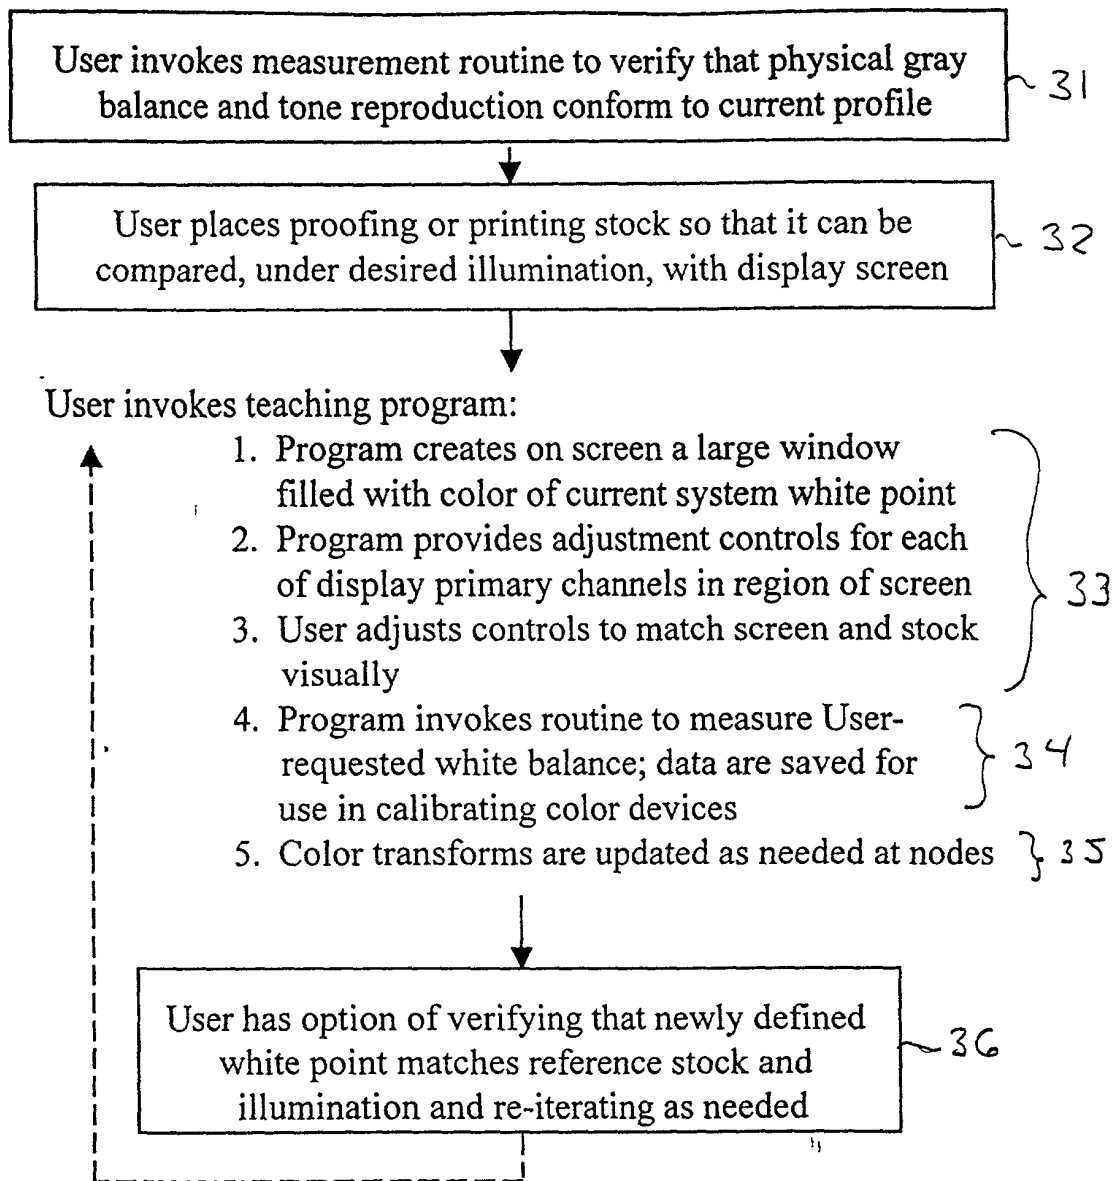 User invokes measurement routine to verify that physical gray
balance and tone reproduction conform to current profile
31
User places proofing or printing stock so that it can be
compared, under desired illumination, with display screen
32
User invokes teaching program:
1. Program creates on screen a large window
filled with color of current system white point
2. Program provides adjustment controls for each
of display primary channels in region of screen
3. User adjusts controls to match screen and stock
visually
33
4. Program invokes routine to measure User-
requested white balance; data are saved for
use in calibrating color devices
34
5. Color transforms are updated as needed at nodes
35
User has option of verifying that newly defined
white point matches reference stock and
illumination and re-iterating as needed
36